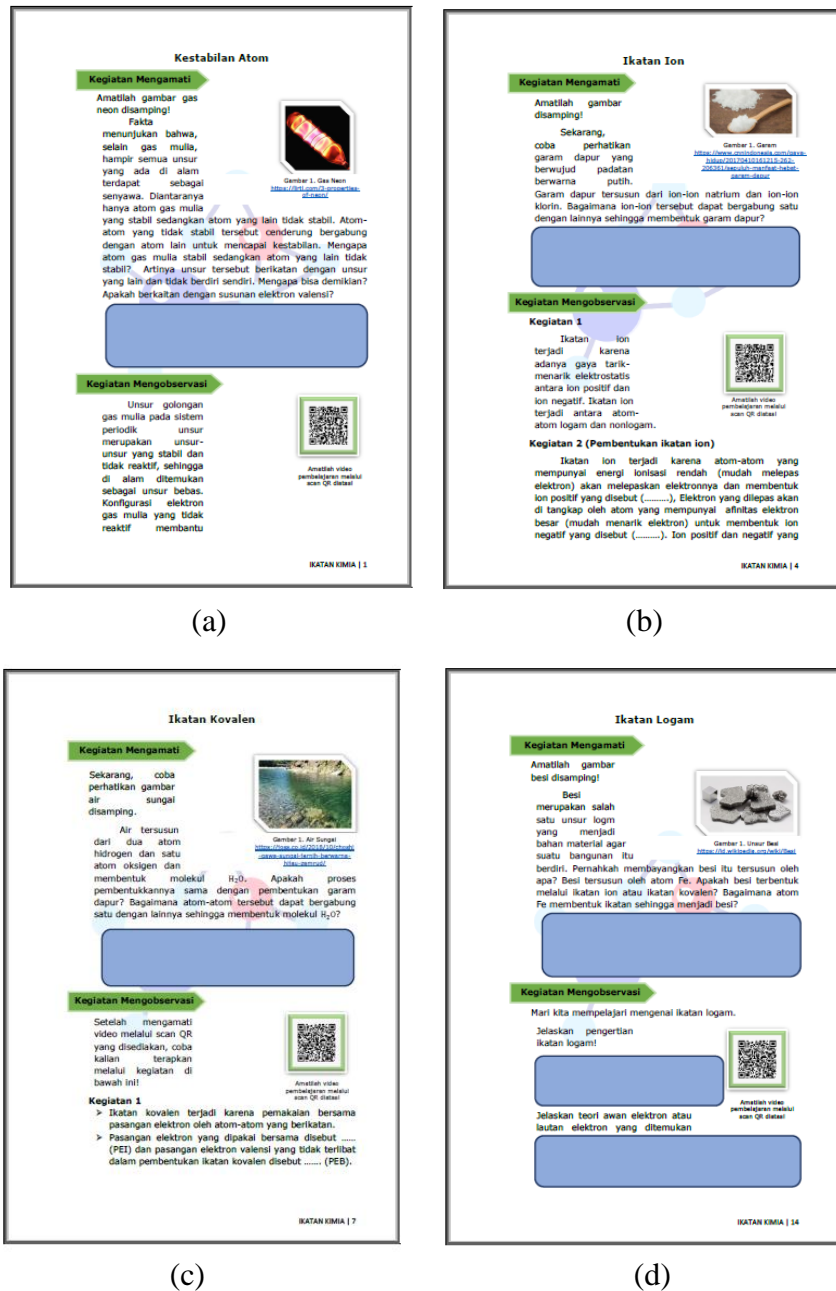 Kestabilan Atom
Kegiatan Mengamati
Amatilah gambar gas
neon disamping!
Fakta
menunjukan bahwa,
selain gas mulia,
hampir semua unsur
yang ada di alam
terdapat sebagai
senyawa. Diantaranya
hanya atom gas mulia
yang stabil sedangkan atom yang lain tidak stabil. Atom-
atom yang tidak stabil tersebut cenderung bergabung
dengan atom lain untuk mencapai kestabilan. Mengapa
atom gas mulia stabil sedangkan atom yang lain tidak
stabil? Artinya unsur tersebut berikatan dengan unsur
yang lain dan tidak berdiri sendiri. Mengapa bisa demikian?
Apakah berkaitan dengan susunan elektron valensi?
Gambar 1. Gas Neon
Kegiatan Mengobservasi
Unsur golongan
gas mulia pada sistem
periodik unsur
merupakan unsur-
unsur yang stabil dan
tidak reaktif, sehingga
di alam ditemukan
sebagai unsur bebas.
Konfigurasi elektron
gas mulia yang tidak
reaktif membantu
Amatilah video
pembelajaran melalui
scan QR diatas!
IKATAN KIMIA | 1
(a)
Ikatan Ion
Kegiatan Mengamati
Amatilah gambar
disamping!
Sekarang,
coba perhatikan
garam dapur yang
berwujud padatan
berwarna putih.
Garam dapur tersusun dari ion-ion natrium dan ion-ion
klorin. Bagaimana ion-ion tersebut dapat bergabung satu
dengan lainnya sehingga membentuk garam dapur?
Gambar 1. Garam
Kegiatan Mengobservasi
Kegiatan 1
Ikatan ion
terjadi karena
adanya gaya tarik-
menarik elektrostatis
antara ion positif dan
ion negatif. Ikatan ion
terjadi antara atom-
atom logam dan nonlogam.
Amatilah video
pembelajaran melalui
scan QR diatas!
Kegiatan 2 (Pembentukan ikatan ion)
Ikatan ion terjadi karena atom-atom yang
mempunyai energi ionisasi rendah (mudah melepas
elektron) akan melepaskan elektronnya dan membentuk
ion positif yang disebut (..........), Elektron yang dilepas akan
di tangkap oleh atom yang mempunyai afinitas elektron
besar (mudah menarik elektron) untuk membentuk ion
negatif yang disebut (.........). Ion positif dan negatif yang
IKATAN KIMIA | 4
(b)
Ikatan Kovalen
Kegiatan Mengamati
Sekarang, coba
perhatikan gambar
air sungai
disamping.
Air tersusun
dari dua atom
hidrogen dan satu
atom oksigen dan
membentuk molekul H₂O. Apakah proses
pembentukkannya sama dengan pembentukan garam
dapur? Bagaimana atom-atom tersebut dapat bergabung
satu dengan lainnya sehingga membentuk molekul H₂O?
Gambar 1. Air Sungai
Kegiatan Mengobservasi
Setelah mengamati
video melalui scan QR
yang disediakan, coba
kalian terapkan
melalui kegiatan di
bawah ini!
Amatilah video
pembelajaran melalui
scan QR diatas!
Kegiatan 1
➢ Ikatan kovalen terjadi karena pemakaian bersama
pasangan elektron oleh atom-atom yang berikatan.
➢ Pasangan elektron yang dipakai bersama disebut ......
(PEI) dan pasangan elektron valensi yang tidak terlibat
dalam pembentukan ikatan kovalen disebut ....... (PEB).
IKATAN KIMIA | 7
(c)
Ikatan Logam
Kegiatan Mengamati
Amatilah gambar
besi disamping!
Besi
merupakan salah
satu unsur logm
yang menjadi
bahan material agar
suatu bangunan itu
berdiri. Pernahkah membayangkan besi itu tersusun oleh
apa? Besi tersusun oleh atom Fe. Apakah besi terbentuk
melalui ikatan ion atau ikatan kovalen? Bagaimana atom
Fe membentuk ikatan sehingga menjadi besi?
Gambar 1. Unsur Besi
https://id.wikipedia.org/wiki/Besi
Kegiatan Mengobservasi
Mari kita mempelajari mengenai ikatan logam.
Jelaskan pengertian
ikatan logam!
Amatilah video
pembelajaran melalui
scan QR diatas!
Jelaskan teori awan elektron atau
lautan elektron yang ditemukan
IKATAN KIMIA | 14
(d)